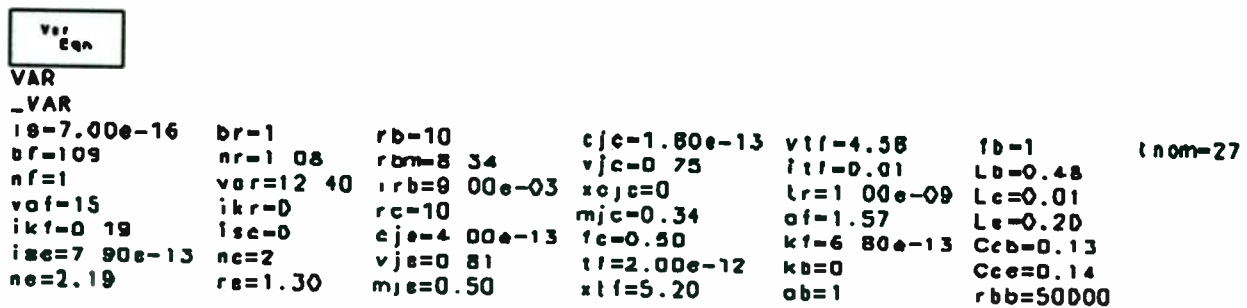 Var
Eqn
VAR
_VAR
is=7.00e-16 br=1 rb=10 cjc=1.80e-13 vtf=4.58 fb=1 tnom=27
bf=109 nr=1 08 rbm=8 34 vjc=0 75 itf=0.01 Lb=0.48
nf=1 var=12 40 irb=9 00e-03 xcjc=0 tr=1 00e-09 Lc=0.01
vaf=15 ikr=0 rc=10 mjc=0.34 af=1.57 Le=0.20
ikf=0 19 isc=0 cje=4 00e-13 fc=0.50 kf=6 80e-13 Ccb=0.13
ise=7 90e-13 nc=2 vje=0 81 tf=2.00e-12 kb=0 Cce=0.14
ne=2.19 re=1.30 mje=0.50 xtf=5.20 ab=1 rbb=50000